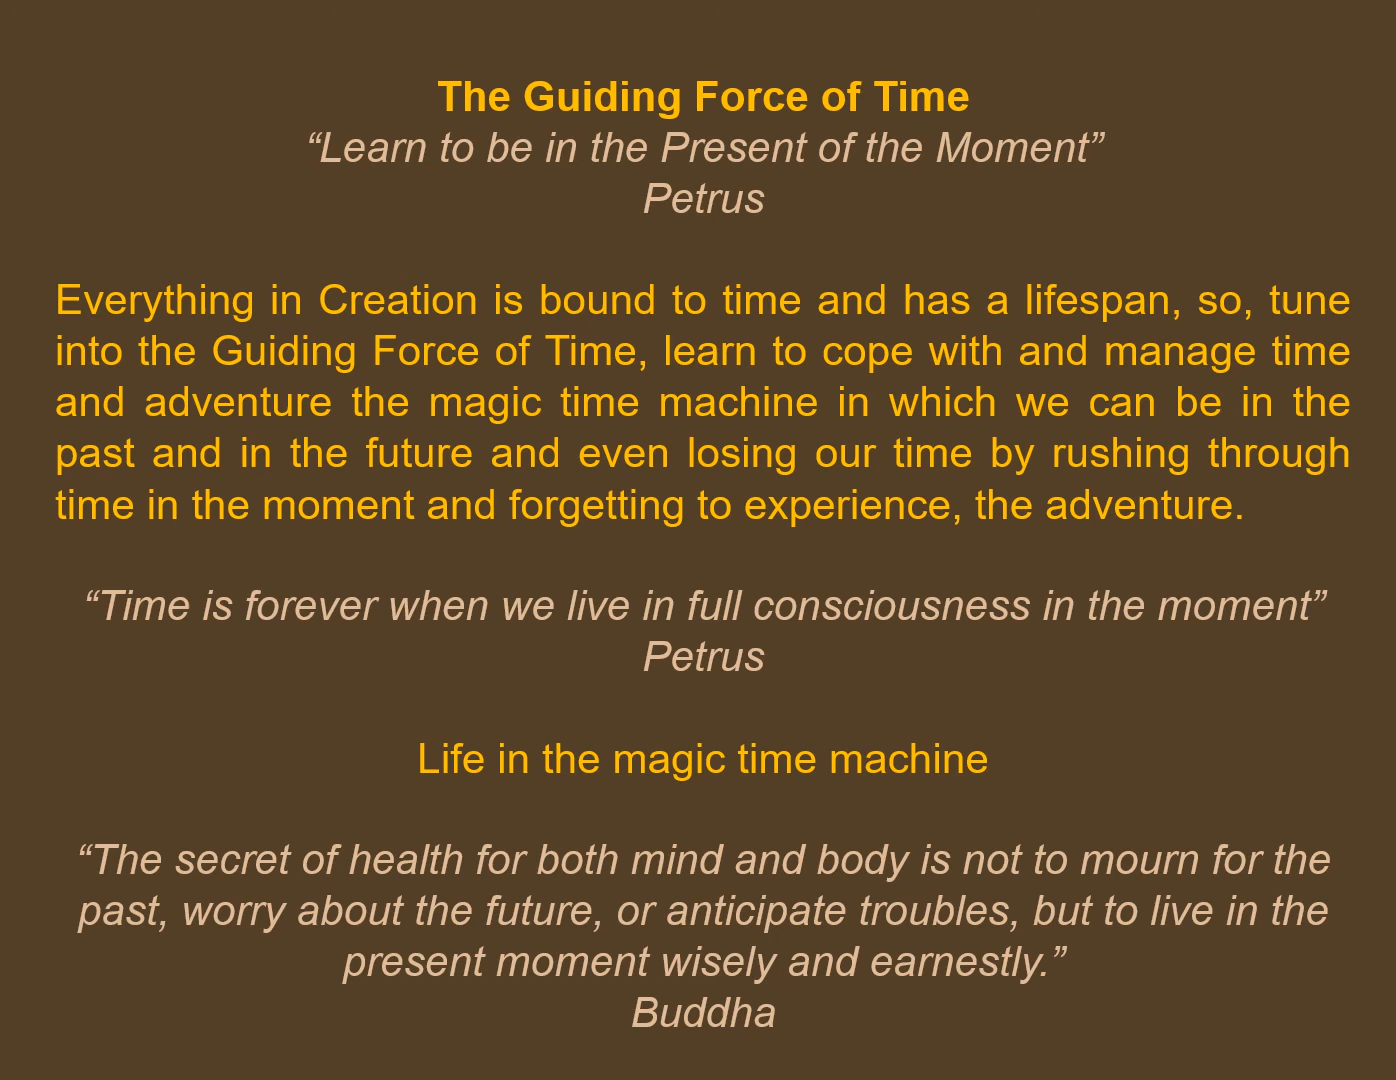 The Guiding Force of Time
“Learn to be in the Present of the Moment”
Petrus
Everything in Creation is bound to time and has a lifespan, so, tune
into the Guiding Force of Time, learn to cope with and manage time
and adventure the magic time machine in which we can be in the
past and in the future and even losing our time by rushing through
time in the moment and forgetting to experience, the adventure.
“Time is forever when we live in full consciousness in the moment”
Petrus
Life in the magic time machine
“The secret of health for both mind and body is not to mourn for the
past, worry about the future, or anticipate troubles, but to live in the
present moment wisely and earnestly.”
Buddha